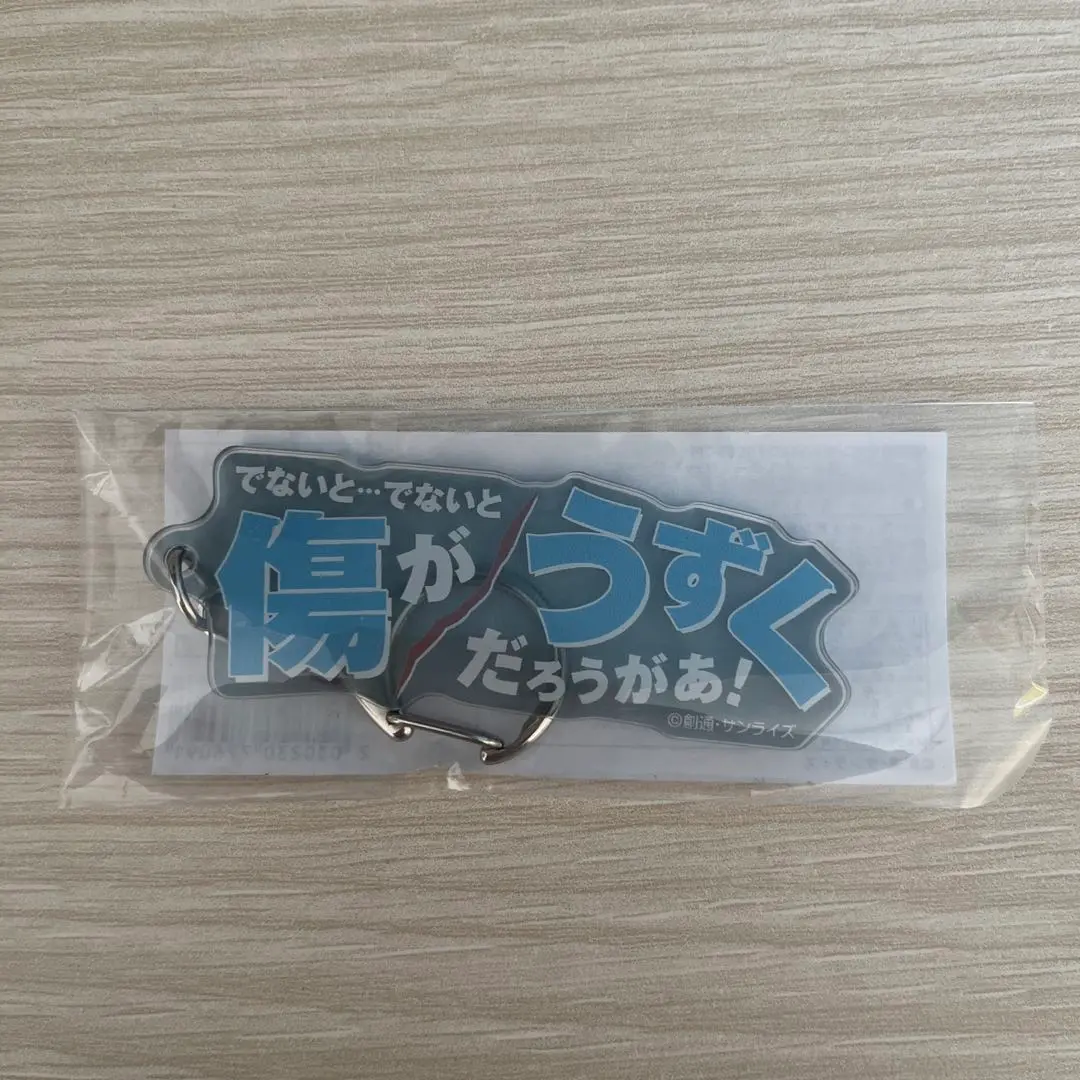 でないと…でないと
傷がうずく
だろうがあ!
©創通・サンライズ